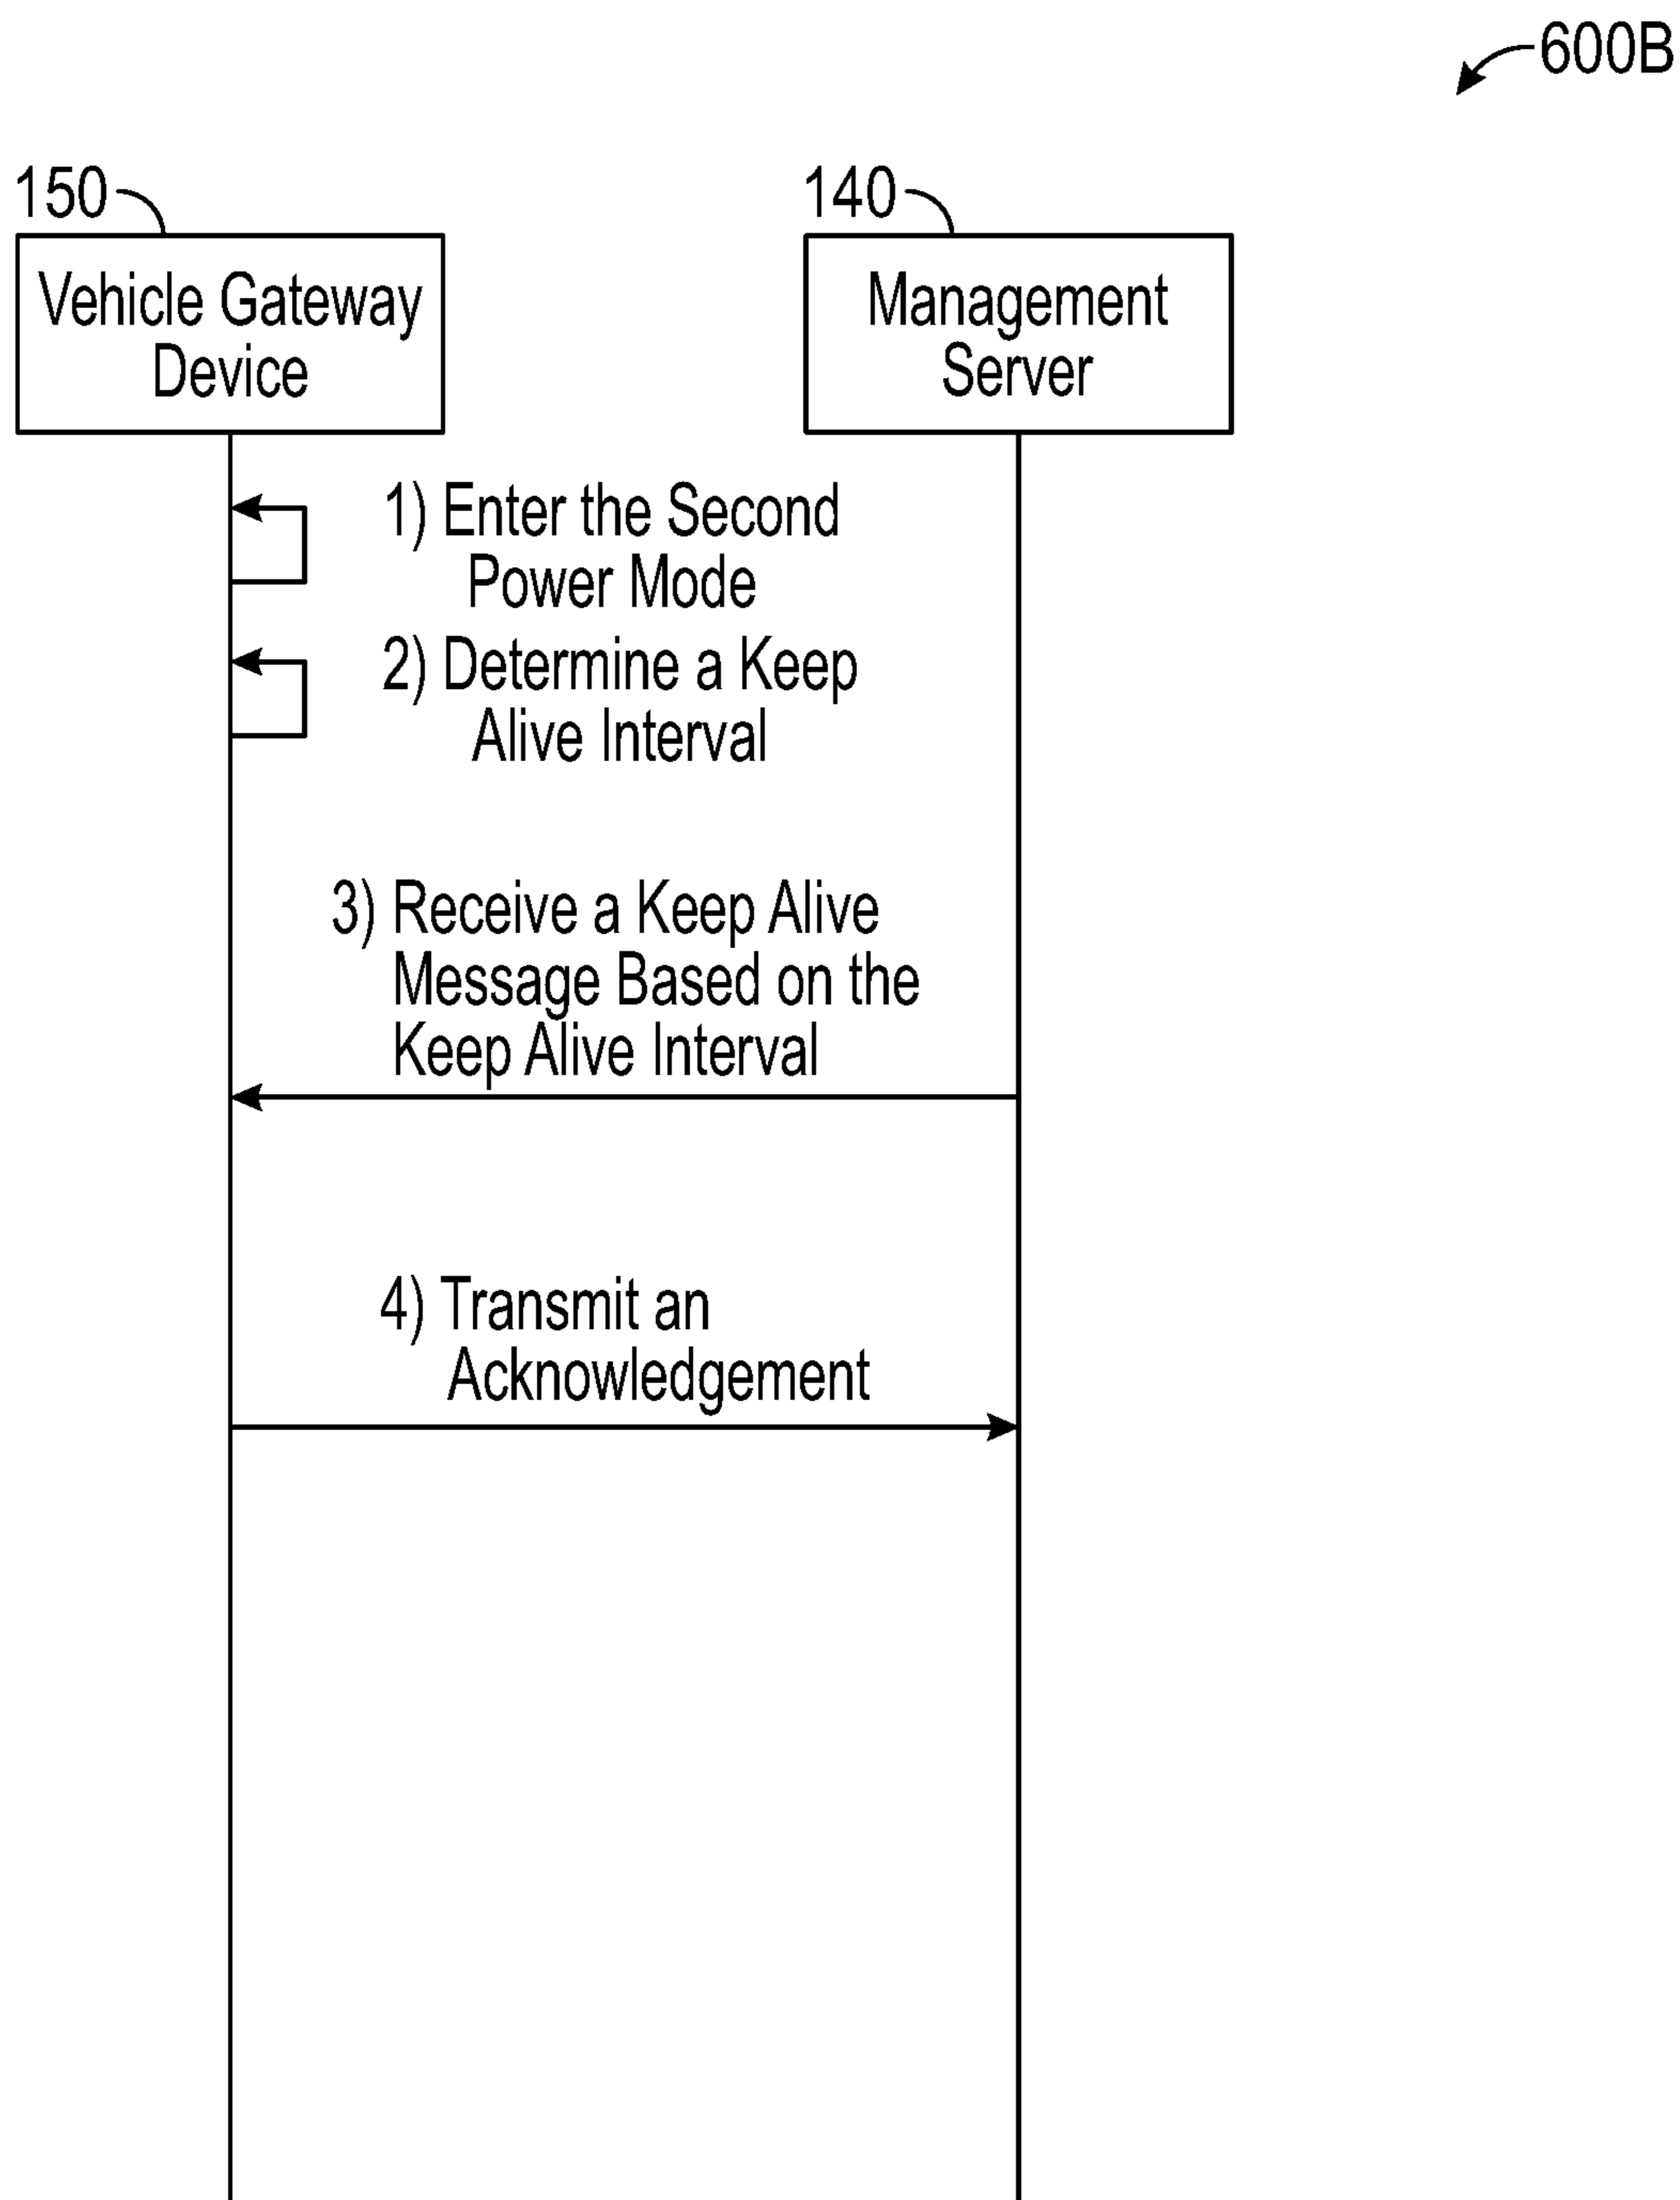 600B
150
140
Vehicle Gateway
Device
Management
Server
1) Enter the Second
Power Mode
2) Determine a Keep
Alive Interval
3) Receive a Keep Alive
Message Based on the
Keep Alive Interval
4) Transmit an
Acknowledgement